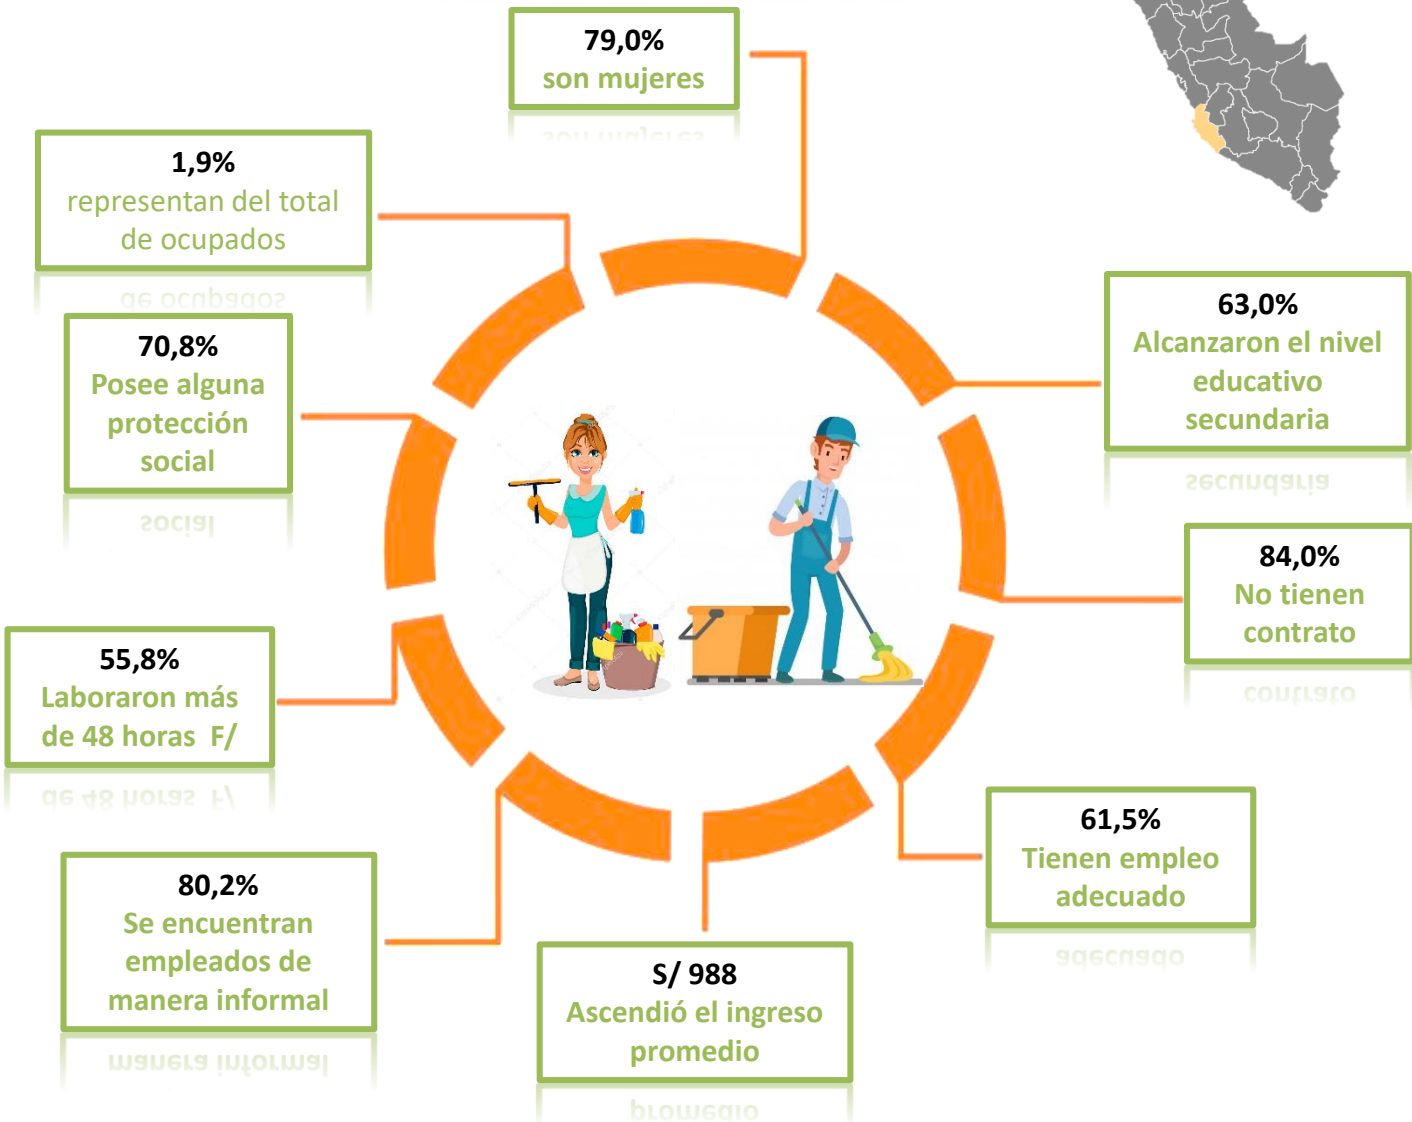 79,0%
son mujeres
1,9%
representan del total
de ocupados
70,8%
Posee alguna
protección
social
55,8%
Laboraron más
de 48 horas  F/
80,2%
Se encuentran
empleados de
manera informal
S/ 988
Ascendió el ingreso
promedio
61,5%
Tienen empleo
adecuado
84,0%
No tienen
contrato
63,0%
Alcanzaron el nivel
educativo
secundaria